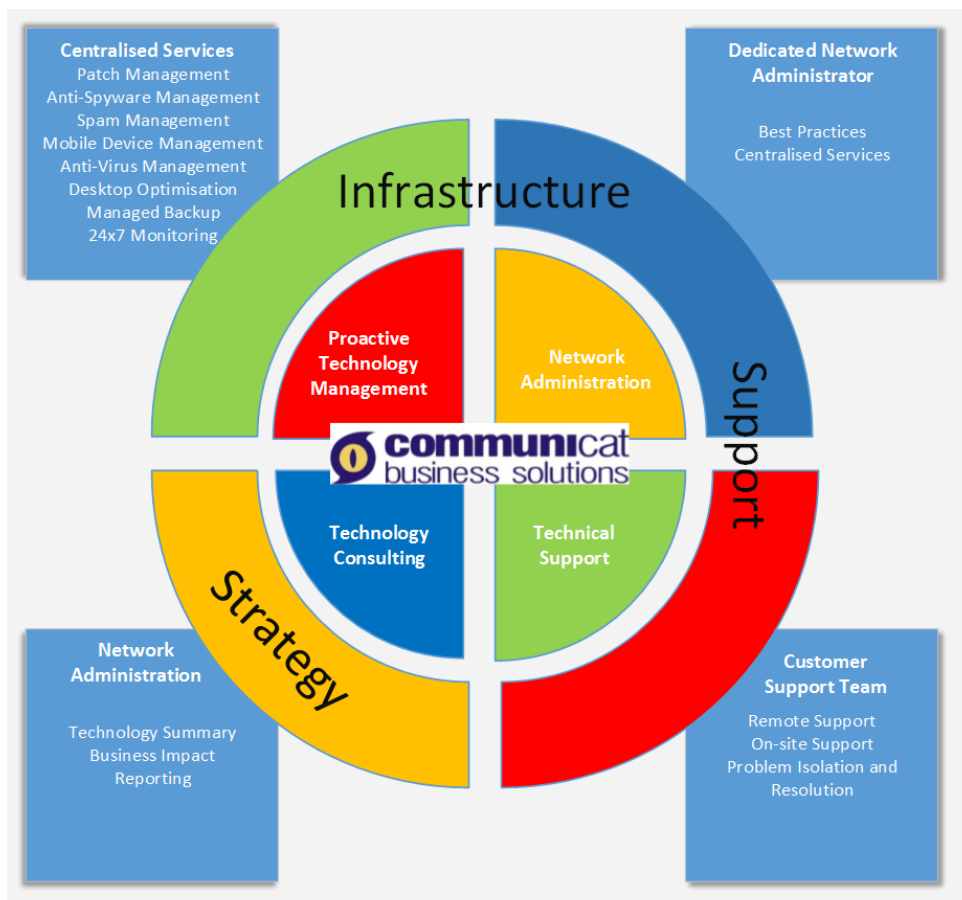 Centralised Services
Patch Management
Anti-Spyware Management
Spam Management
Mobile Device Management
Anti-Virus Management
Desktop Optimisation
Managed Backup
24x7 Monitoring
Dedicated Network
Administrator
Best Practices
Centralised Services
Infrastructure
Support
Strategy
Proactive
Technology
Management
Network
Administration
communicat
business solutions
Technology
Consulting
Technical
Support
Network
Administration
Technology Summary
Business Impact
Reporting
Customer
Support Team
Remote Support
On-site Support
Problem Isolation and
Resolution